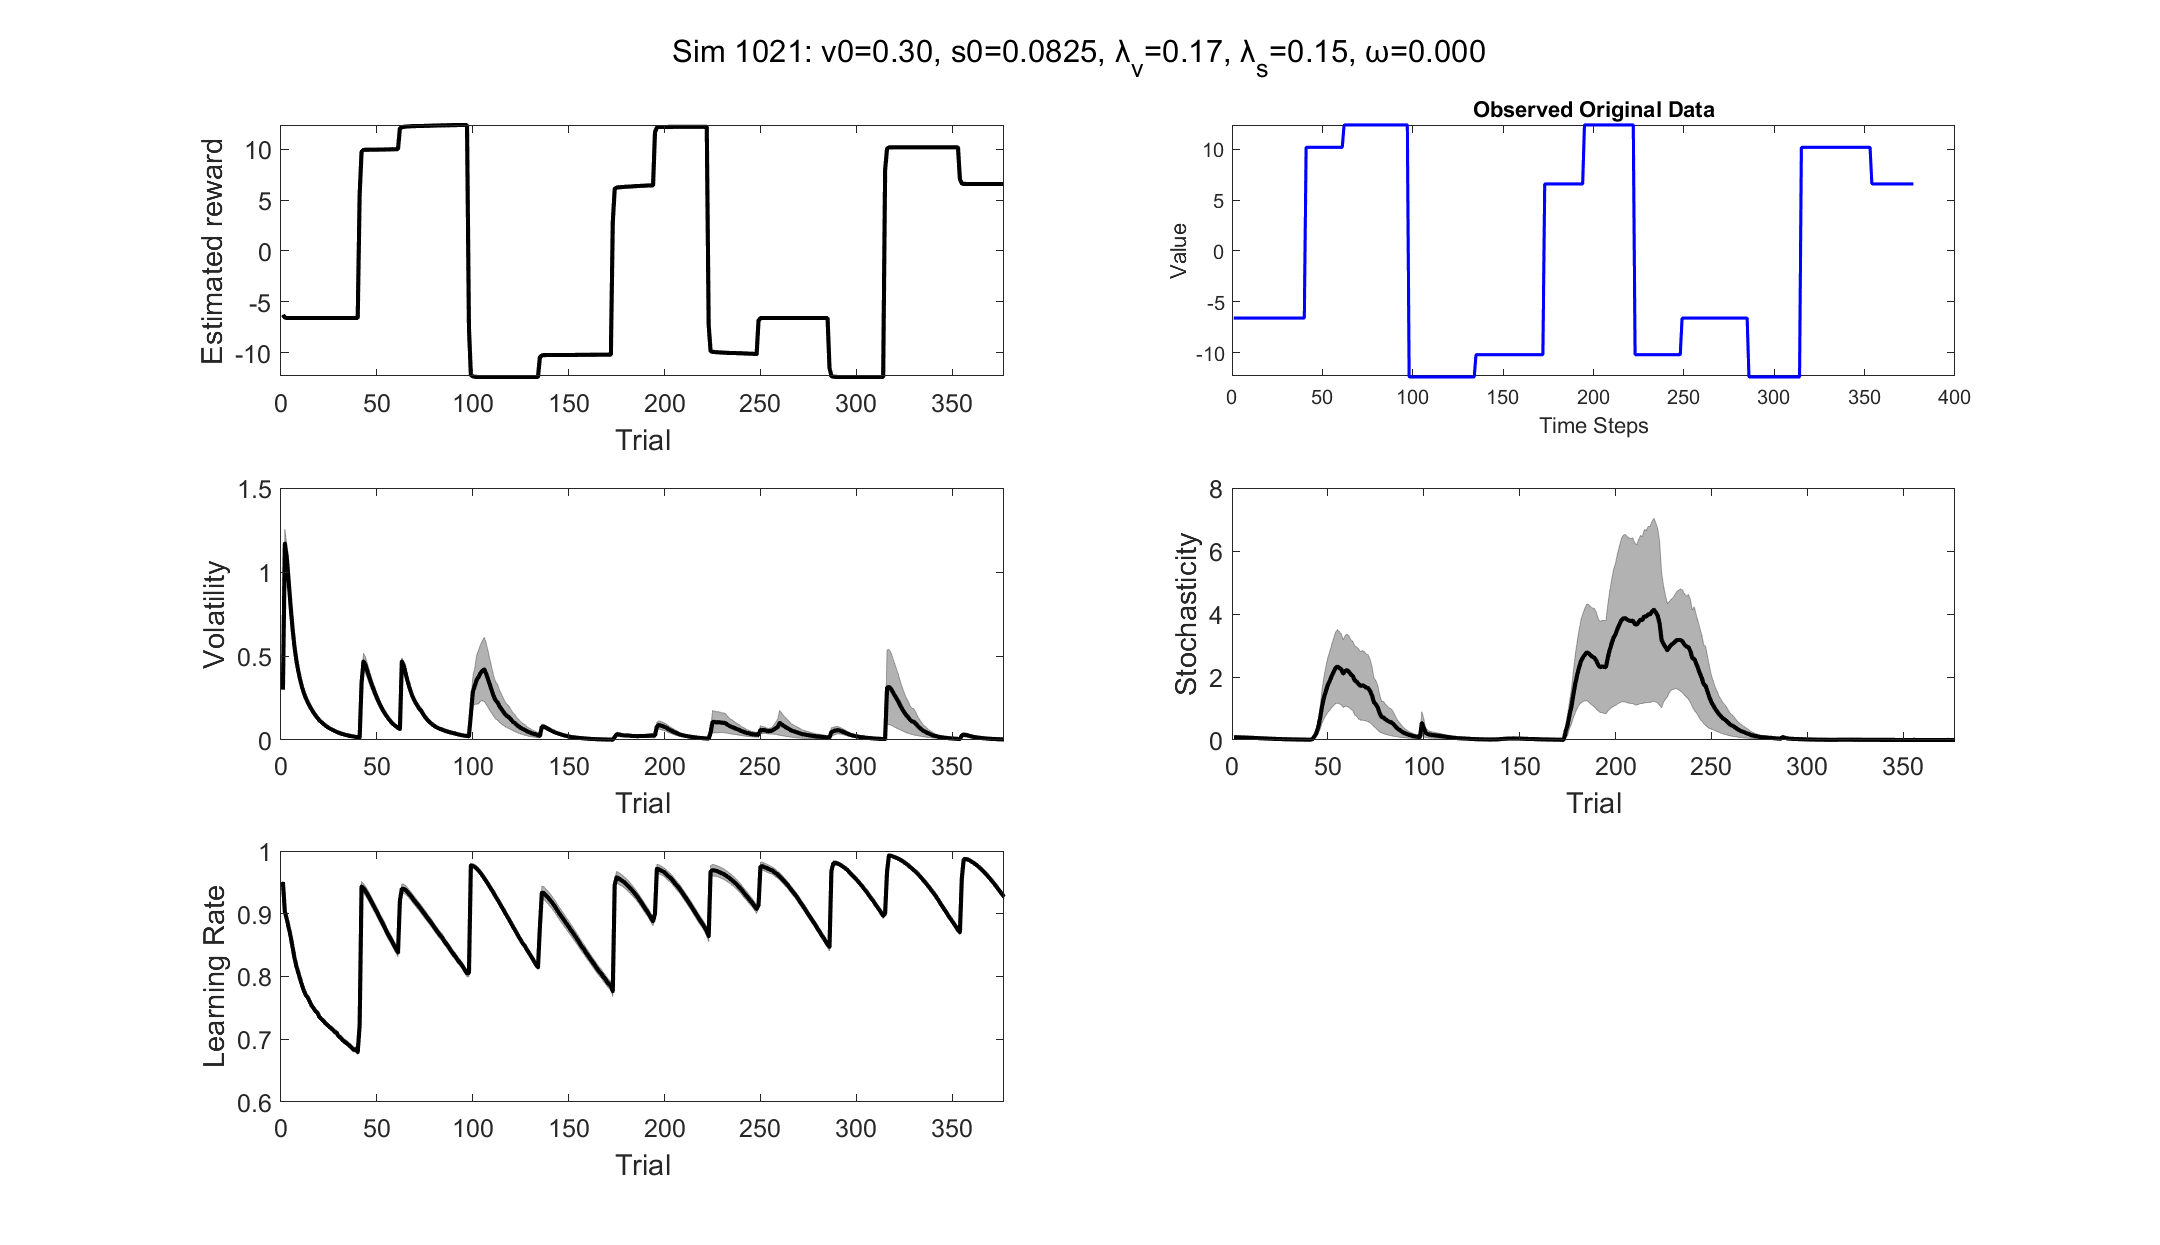 Sim 1021: v0=0.30, s0=0.0825, λ_v=0.17, λ_s=0.15, ω=0.000
Estimated reward
10
5
0
-5
-10
0 50 100 150 200 250 300 350
Trial
Observed Original Data
Value
10
5
0
-5
-10
0 50 100 150 200 250 300 350 400
Time Steps
Volatility
1.5
1
0.5
0
0 50 100 150 200 250 300 350
Trial
Stochasticity
8
6
4
2
0
0 50 100 150 200 250 300 350
Trial
Learning Rate
1
0.9
0.8
0.7
0.6
0 50 100 150 200 250 300 350
Trial